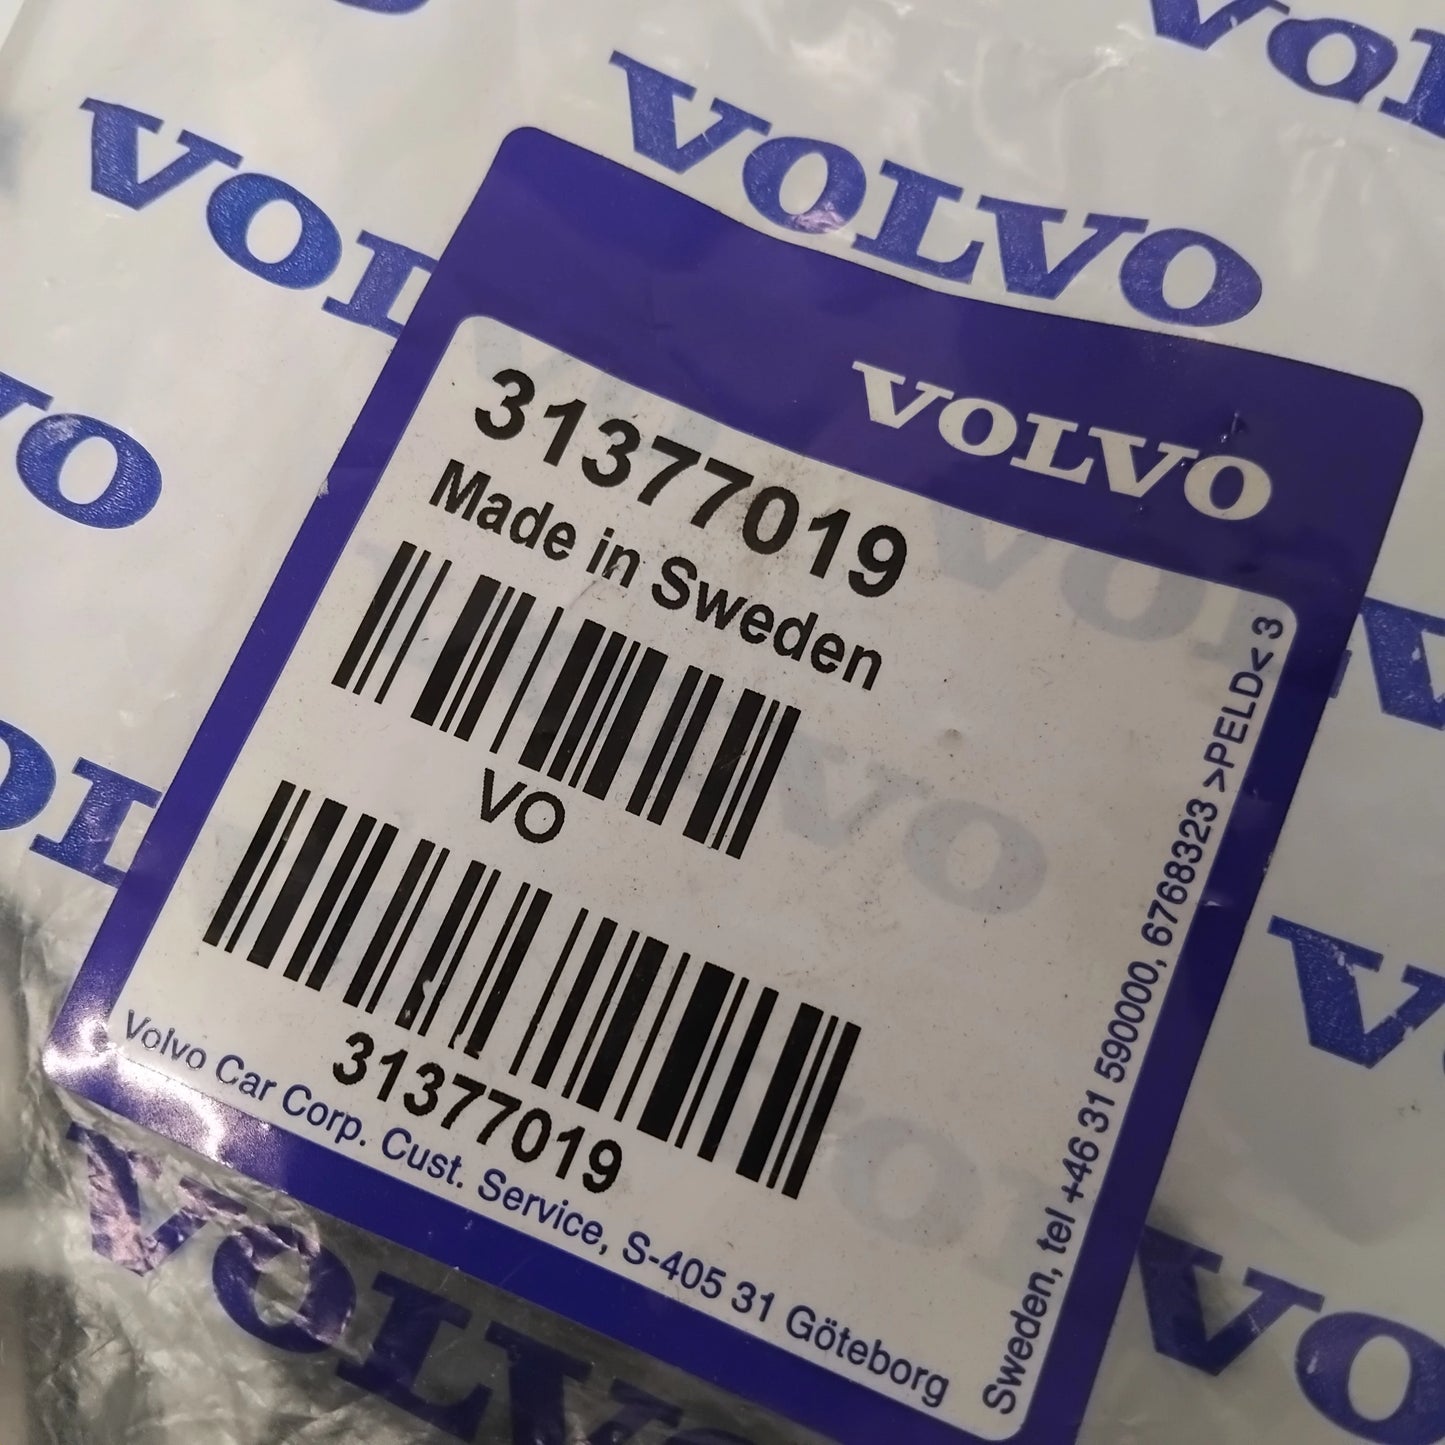 VOLVO
VOLVO
31377019
Made in Sweden
VO
31377019
Volvo Car Corp. Cust. Service, S-405 31 Göteborg
Sweden, tel +46 31 590000, 6768323 >PELD< 3
VOLVO